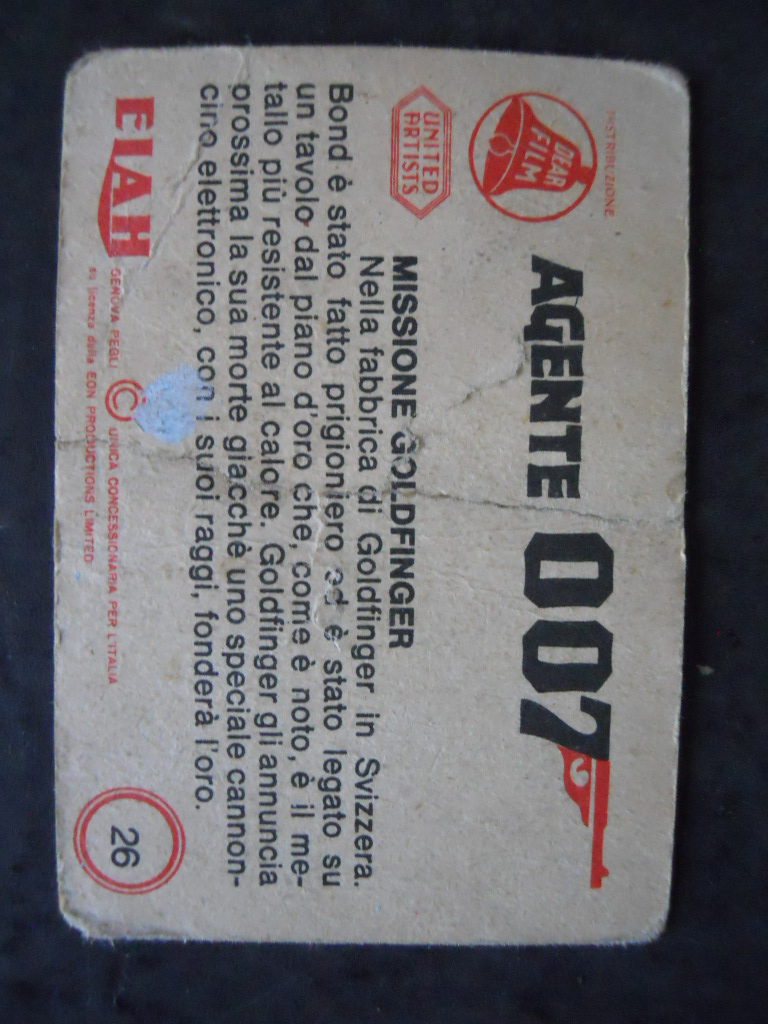 DISTRIBUZIONE
DEAR
FILM
UNITED
ARTISTS
AGENTE 007
MISSIONE GOLDFINGER
Nella fabbrica di Goldfinger in Svizzera.
Bond è stato fatto prigioniero ed è stato legato su
un tavolo dal piano d'oro che, come è noto, è il me-
tallo più resistente al calore. Goldfinger gli annuncia
prossima la sua morte giacchè uno speciale cannon-
cino elettronico, con i suoi raggi, fonderà l'oro.
EIAH
GENOVA PEGLI © UNICA CONCESSIONARIA PER L'ITALIA
su licenza della EON PRODUCTIONS LIMITED
26